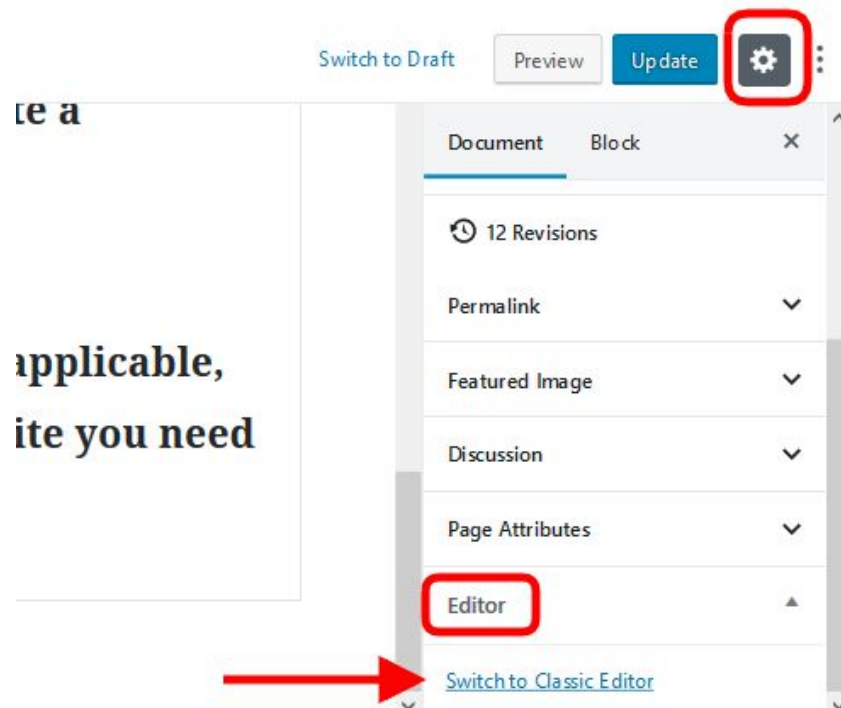 Switch to Draft Preview Update
te a
Document Block
12 Revisions
Permalink
applicable,
Featured Image
ite you need
Discussion
Page Attributes
Editor
Switch to Classic Editor